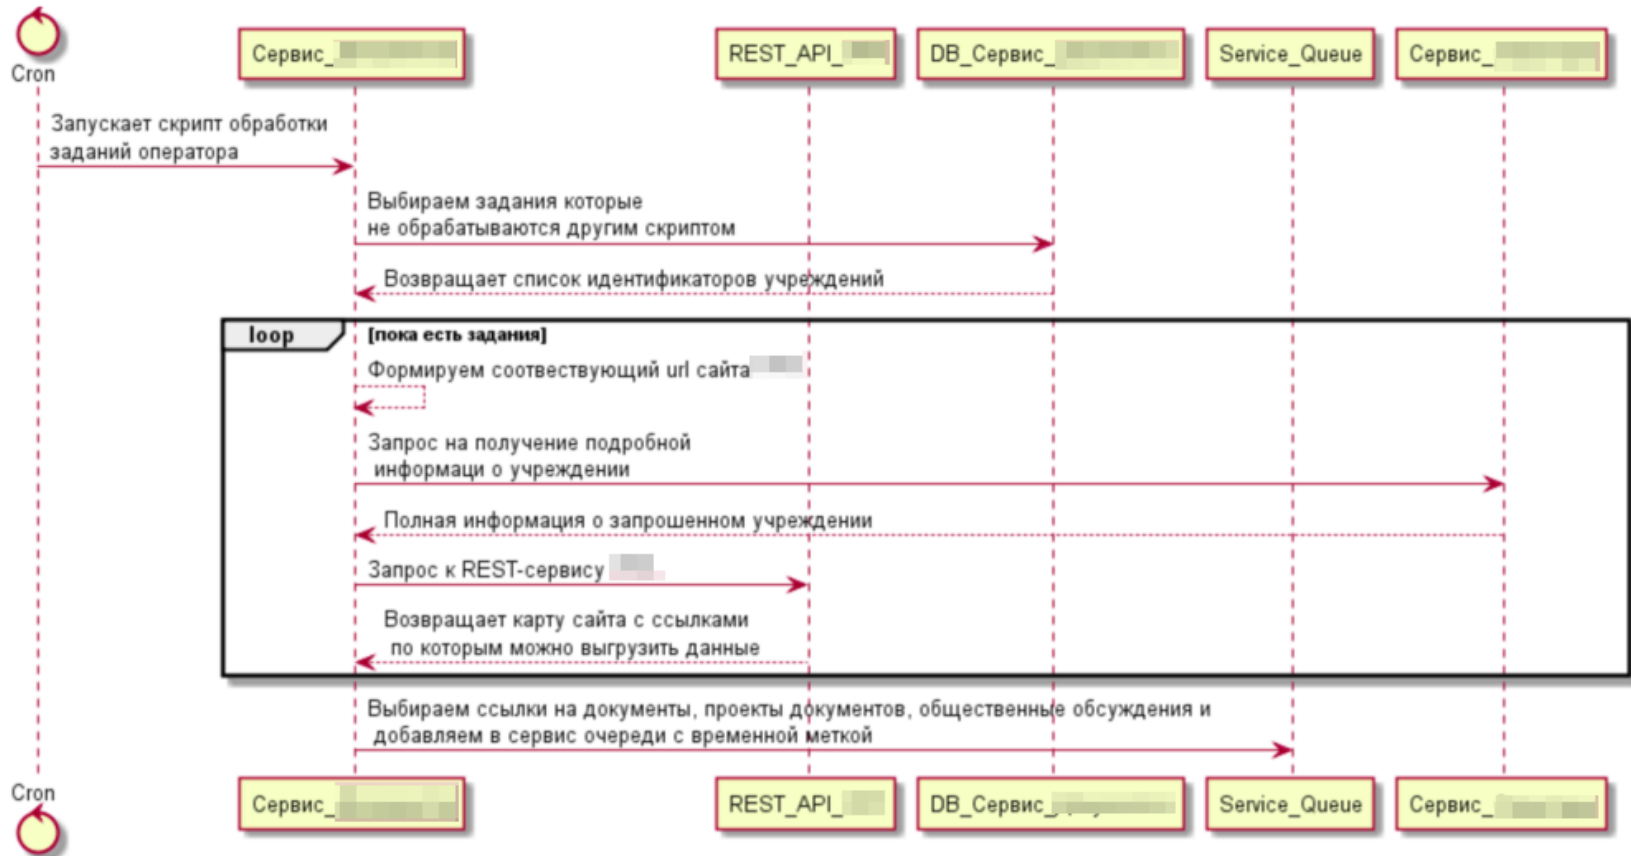 Cron
Сервис_
REST_API_
DB_Сервис_
Service_Queue
Сервис_
Запускает скрипт обработки
заданий оператора
Выбираем задания которые
не обрабатываются другим скриптом
Возвращает список идентификаторов учреждений
loop
[пока есть задания]
Формируем соотвествующий url сайта
Запрос на получение подробной
информаци о учреждении
Полная информация о запрошенном учреждении
Запрос к REST-сервису
Возвращает карту сайта с ссылками
по которым можно выгрузить данные
Выбираем ссылки на документы, проекты документов, общественные обсуждения и
добавляем в сервис очереди с временной меткой
Cron
Сервис_
REST_API_
DB_Сервис_
Service_Queue
Сервис_